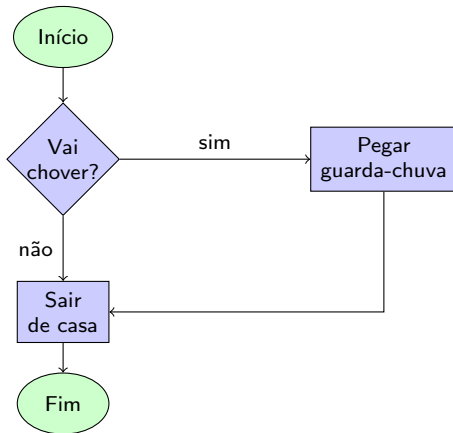 Início
Vai
chover?
sim
Pegar
guarda-chuva
não
Sair
de casa
Fim